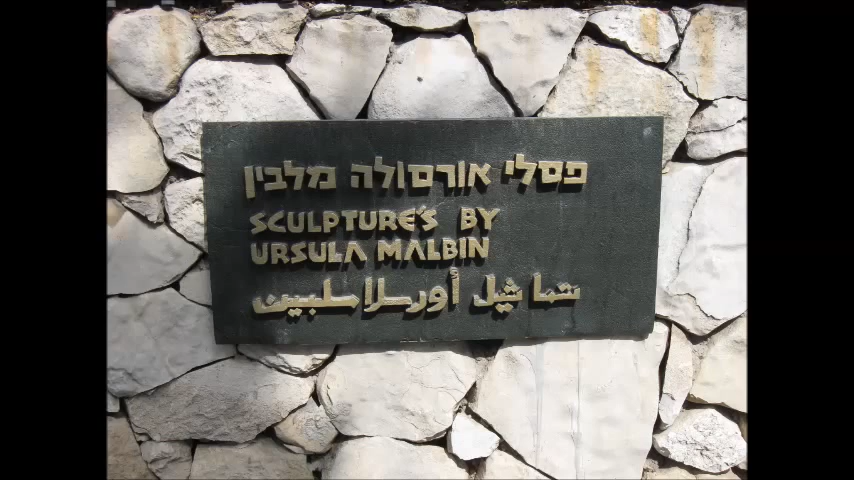 פסלי אורסולה מלבין
SCULPTURE'S BY
URSULA MALBIN
تماثيل أورسلا ملبين